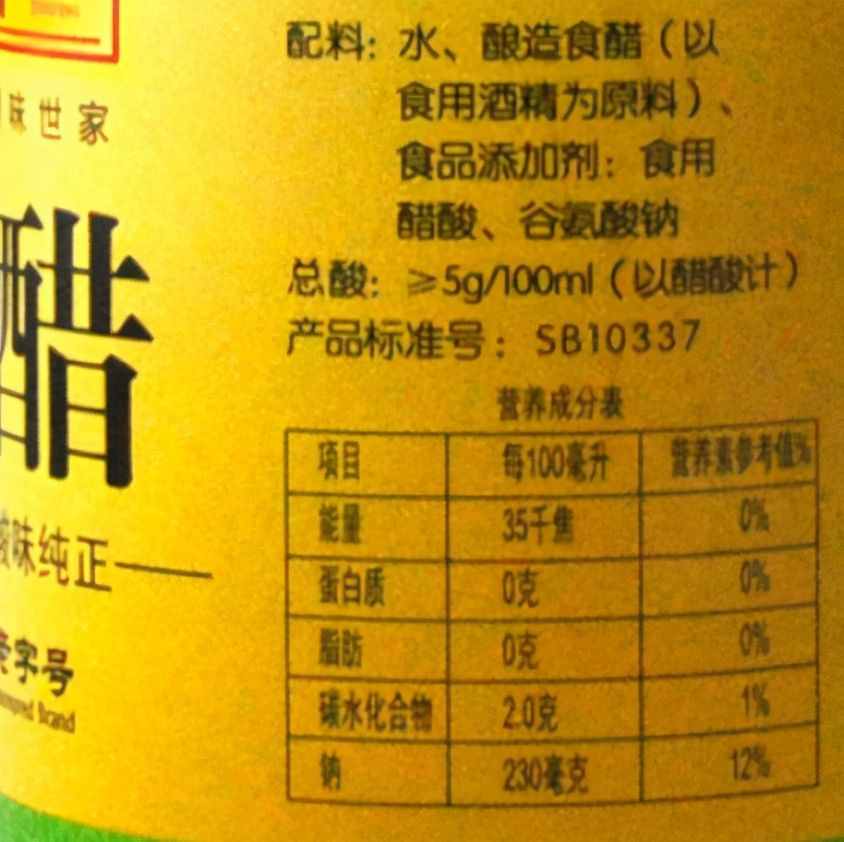 味世家
醋
味纯正
字号
Brand
配料：水、酿造食醋（以
食用酒精为原料）、
食品添加剂：食用
醋酸、谷氨酸钠
总酸：≥5g/100ml（以醋酸计）
产品标准号：SB10337
营养成分表
项目 每100毫升 营养素参考值%
能量 35千焦 0%
蛋白质 0克 0%
脂肪 0克 0%
碳水化合物 2.0克 1%
钠 230毫克 12%